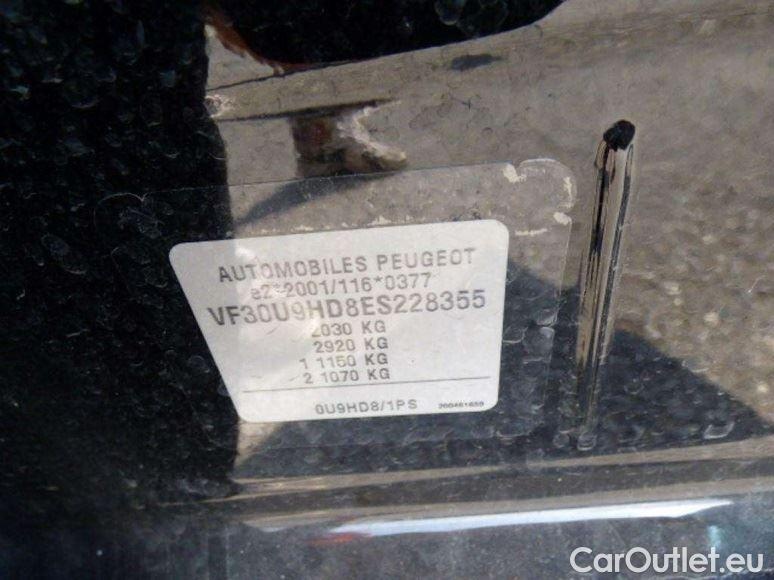 AUTOMOBILES PEUGEOT
e2*2001/116*0377
VF30U9HD8ES228355
2030 KG
2920 KG
1 1150 KG
2 1070 KG
0U9HD8/1PS
CarOutlet.eu